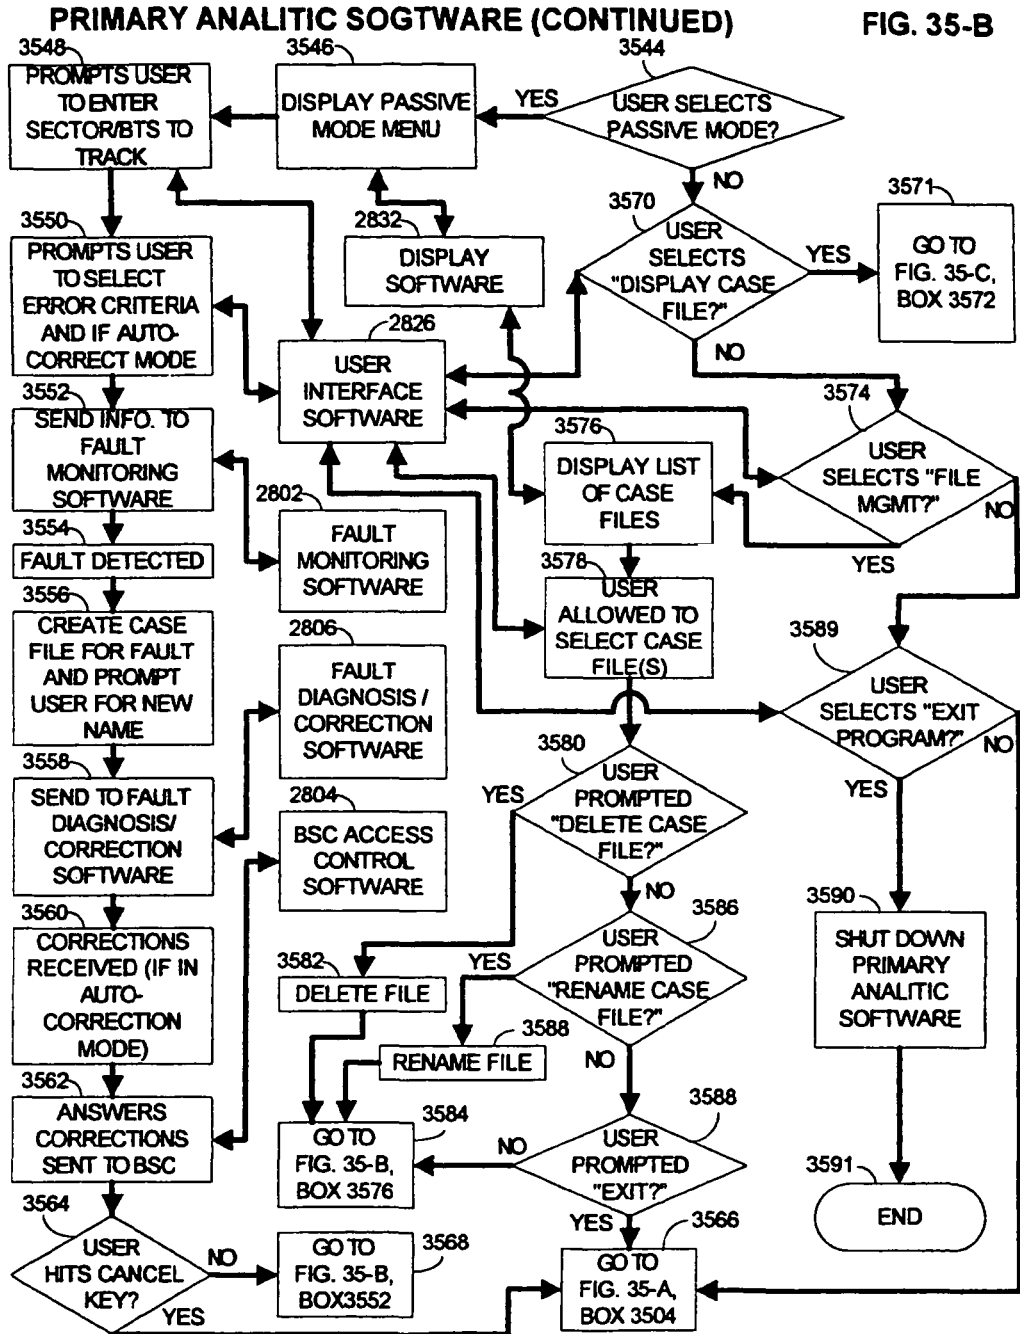 PRIMARY ANALITIC SOGTWARE (CONTINUED)
FIG. 35-B
3548
PROMPTS USER
TO ENTER
SECTOR/BTS TO
TRACK
3546
DISPLAY PASSIVE
MODE MENU
YES
3544
USER SELECTS
PASSIVE MODE?
NO
3550
PROMPTS USER
TO SELECT
ERROR CRITERIA
AND IF AUTO-
CORRECT MODE
2832
DISPLAY
SOFTWARE
3570
USER
SELECTS
"DISPLAY CASE
FILE?"
YES
NO
3571
GO TO
FIG. 35-C,
BOX 3572
2826
USER
INTERFACE
SOFTWARE
3552
SEND INFO. TO
FAULT
MONITORING
SOFTWARE
3576
DISPLAY LIST
OF CASE
FILES
3574
USER
SELECTS "FILE
MGMT?"
NO
YES
2802
FAULT
MONITORING
SOFTWARE
3554
FAULT DETECTED
3578
USER
ALLOWED TO
SELECT CASE
FILE(S)
3556
CREATE CASE
FILE FOR FAULT
AND PROMPT
USER FOR NEW
NAME
2806
FAULT
DIAGNOSIS /
CORRECTION
SOFTWARE
3589
USER
SELECTS "EXIT
PROGRAM?"
NO
YES
3558
SEND TO FAULT
DIAGNOSIS/
CORRECTION
SOFTWARE
2804
BSC ACCESS
CONTROL
SOFTWARE
3580
YES
USER
PROMPTED
"DELETE CASE
FILE?"
NO
3560
CORRECTIONS
RECEIVED (IF IN
AUTO-
CORRECTION
MODE)
3582
DELETE FILE
3586
YES
USER
PROMPTED
"RENAME CASE
FILE?"
NO
3590
SHUT DOWN
PRIMARY
ANALITIC
SOFTWARE
3588
RENAME FILE
3562
ANSWERS
CORRECTIONS
SENT TO BSC
3584
GO TO
FIG. 35-B,
BOX 3576
NO
3588
USER
PROMPTED
"EXIT?"
YES
3591
END
3564
USER
HITS CANCEL
KEY?
NO
YES
3568
GO TO
FIG. 35-B,
BOX3552
3566
GO TO
FIG. 35-A,
BOX 3504